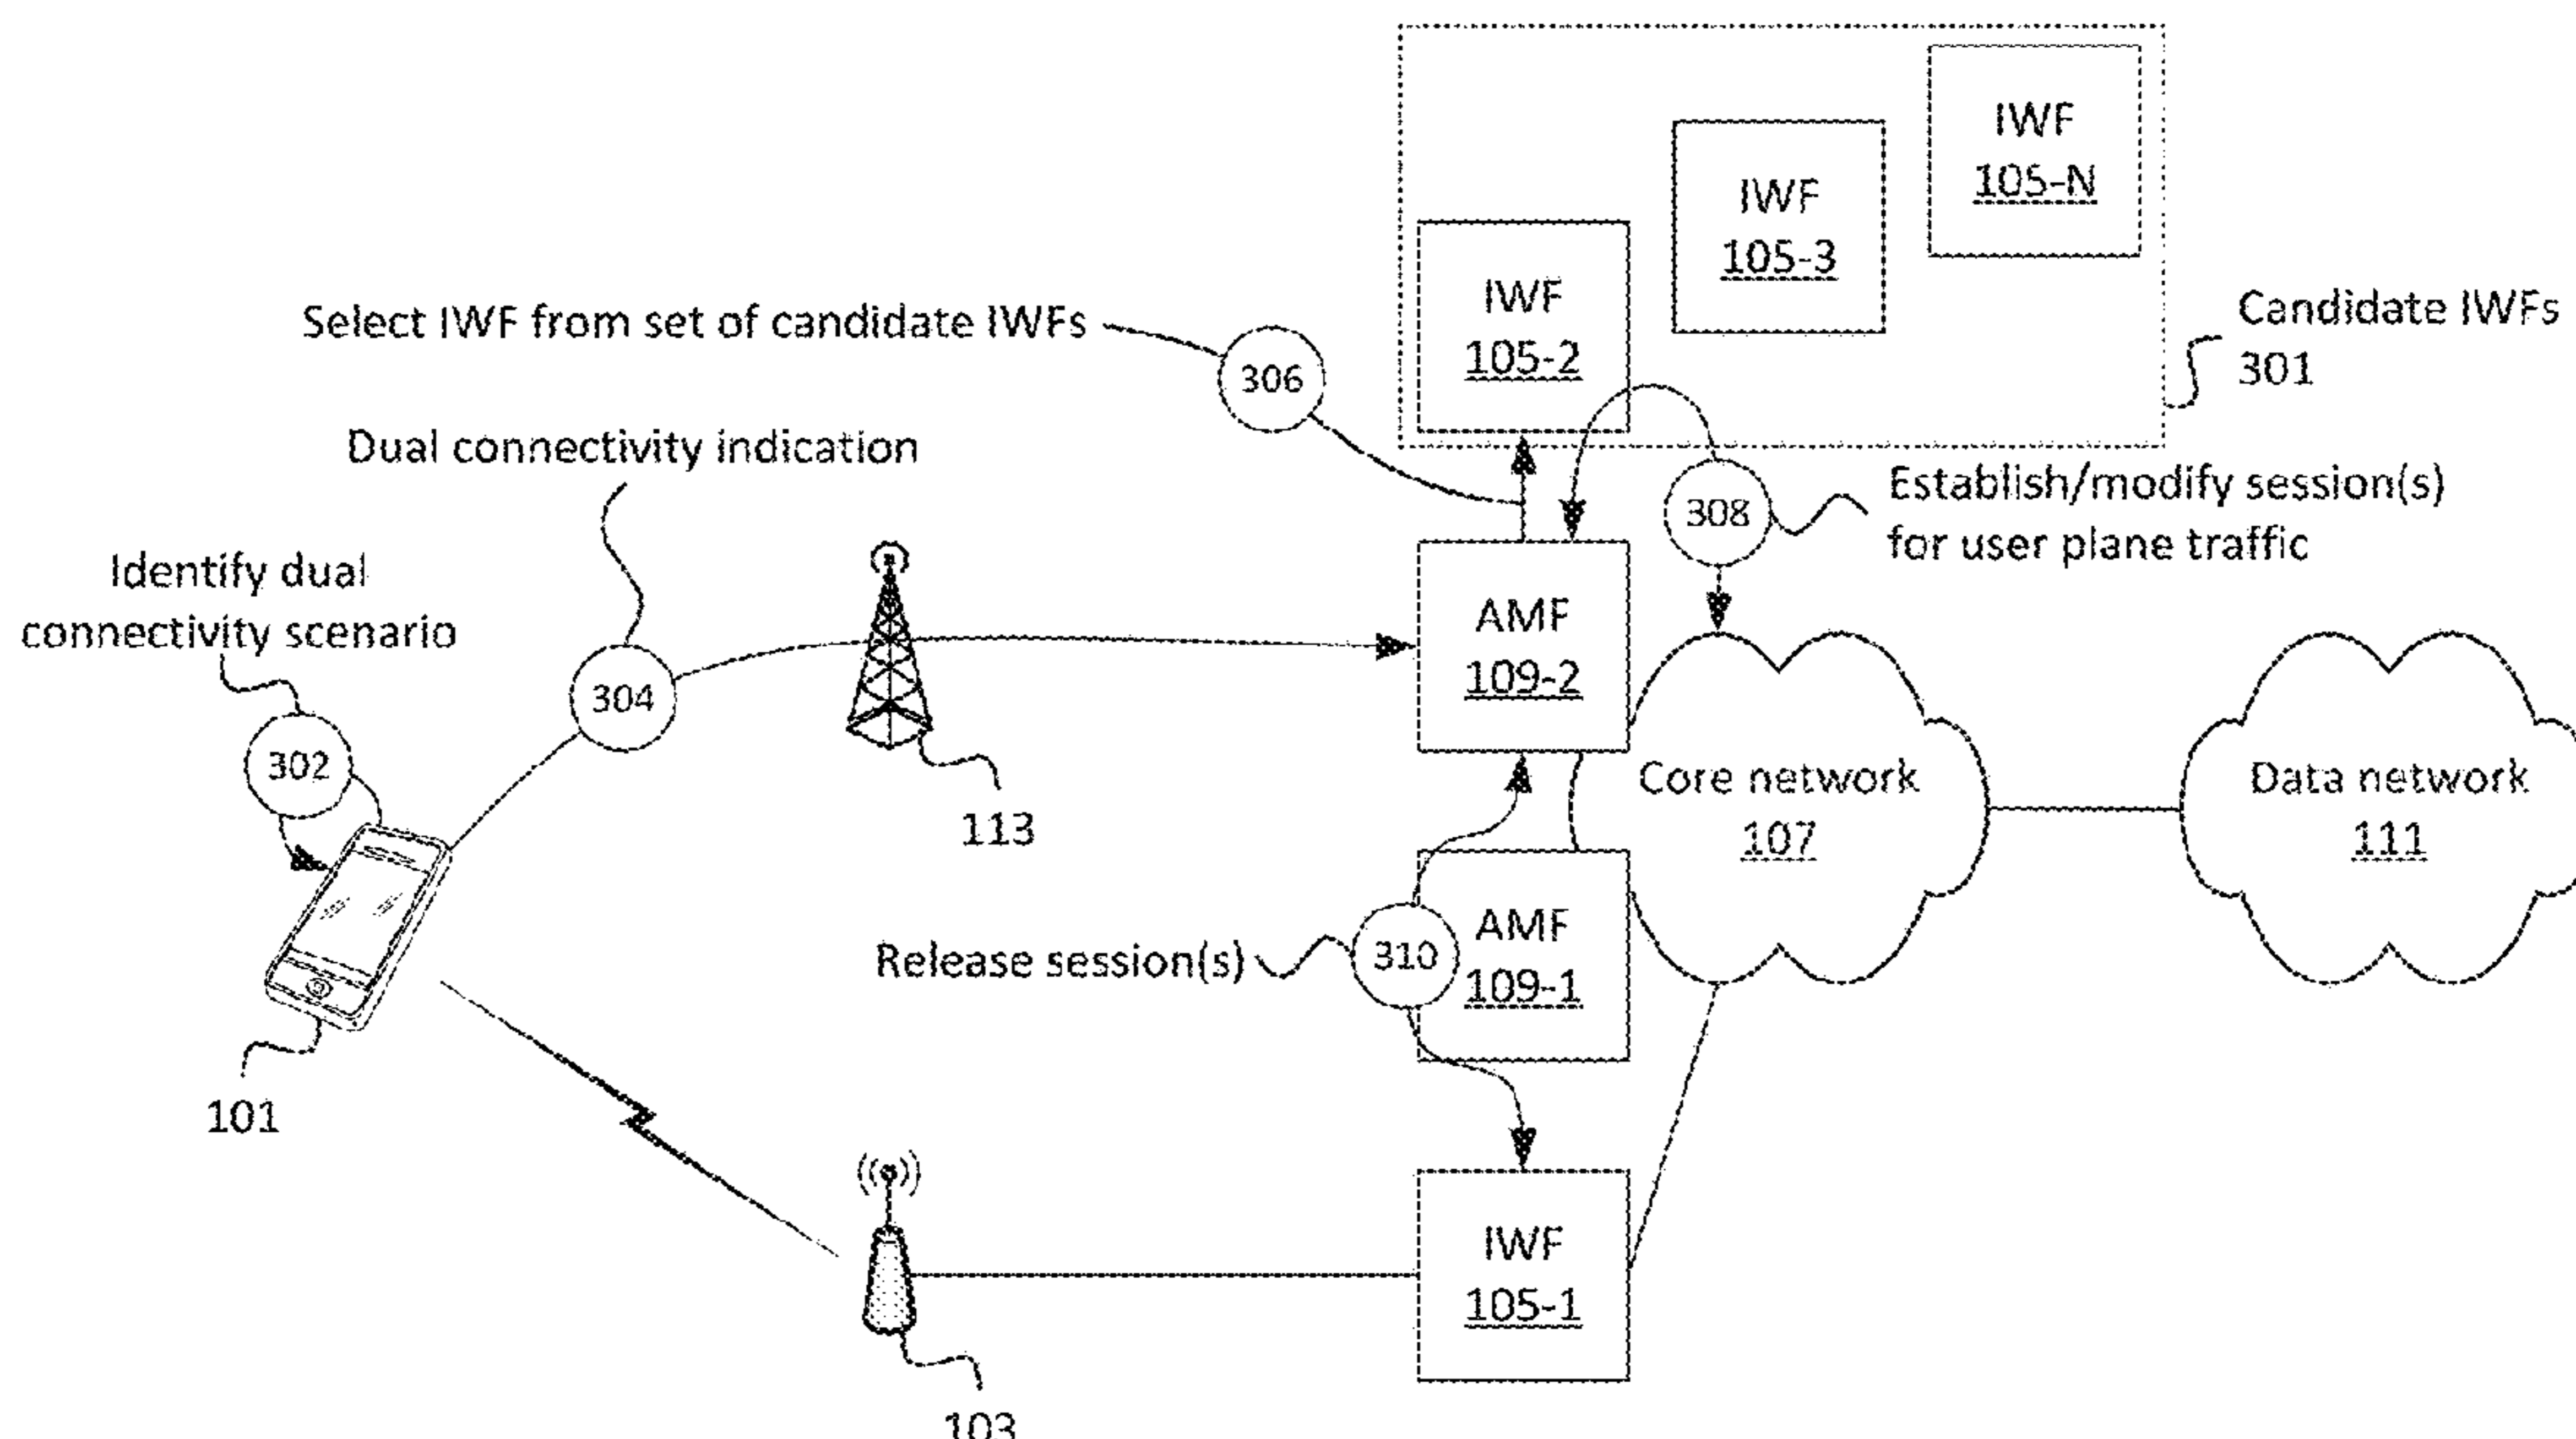 IWF
105-N
IWF
105-3
IWF
105-2
Candidate IWFs
301
Select IWF from set of candidate IWFs
306
Dual connectivity indication
308
Establish/modify session(s)
for user plane traffic
Identify dual
connectivity scenario
304
AMF
109-2
302
113
Core network
107
Data network
111
AMF
109-1
Release session(s)
310
101
IWF
105-1
103